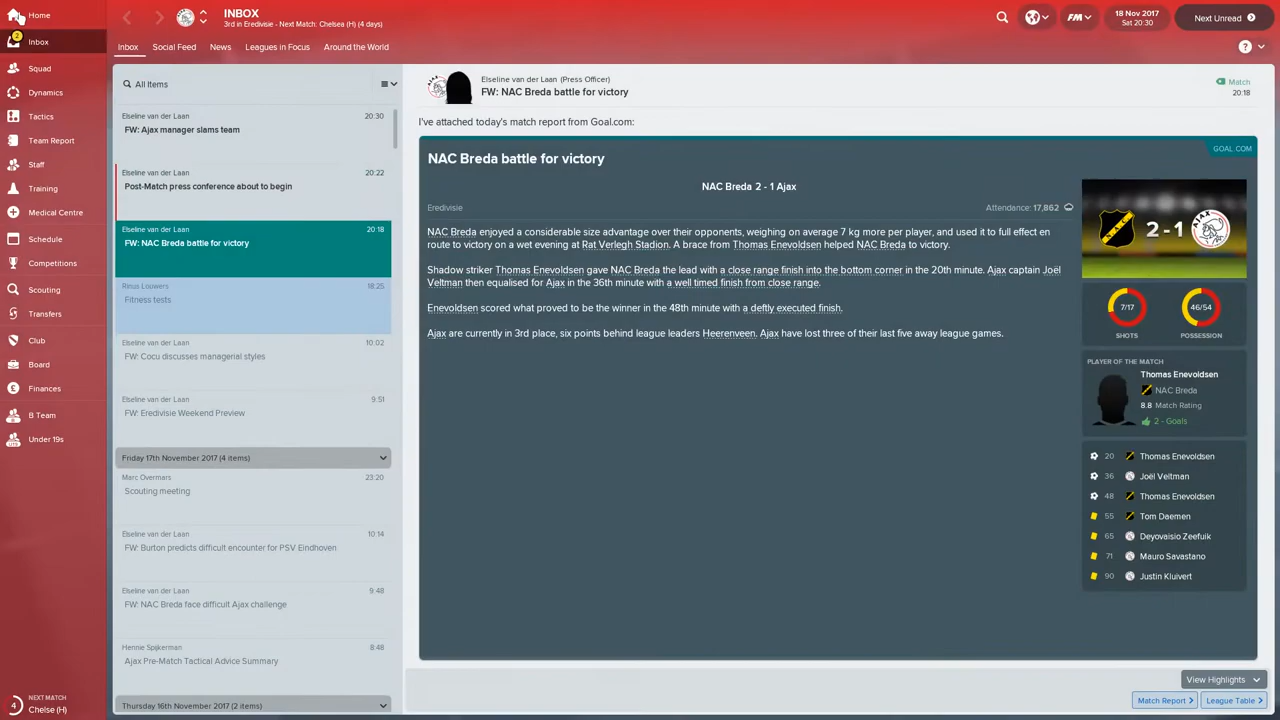 Home
INBOX
3rd in Eredivisie - Next Match: Chelsea (H) (4 days)
FM
18 Nov 2017
Sat 20:30
Next Unread
2
Inbox
Inbox
Social Feed
News
Leagues in Focus
Around the World
?
Squad
Dynamics
Tactics
Team Report
Staff
Training
Medical Centre
Schedule
Competitions
Scouting
Transfers
Club
Board
Finances
B Team
Under 19s
4
NEXT MATCH
Chelse (H)
All Items
Elseline van der Laan
20:30
FW: Ajax manager slams team
Elseline van der Laan
20:22
Post-Match press conference about to begin
Elseline van der Laan
20:18
FW: NAC Breda battle for victory
Rinus Louwers
18:25
Fitness tests
Elseline van der Laan
10:02
FW: Cocu discusses managerial styles
Elseline van der Laan
9:51
FW: Eredivisie Weekend Preview
Friday 17th November 2017 (4 items)
Marc Overmars
23:20
Scouting meeting
Elseline van der Laan
10:14
FW: Burton predicts difficult encounter for PSV Eindhoven
Elseline van der Laan
9:48
FW: NAC Breda face difficult Ajax challenge
Hennie Spijkerman
8:48
Ajax Pre-Match Tactical Advice Summary
Thursday 16th November 2017 (2 items)
Elseline van der Laan (Press Officer)
FW: NAC Breda battle for victory
Match
20:18
I've attached today's match report from Goal.com:
NAC Breda battle for victory
GOAL.COM
NAC Breda 2 - 1 Ajax
Eredivisie
Attendance: 17,862
NAC Breda enjoyed a considerable size advantage over their opponents, weighing on average 7 kg more per player, and used it to full effect en
route to victory on a wet evening at Rat Verlegh Stadion. A brace from Thomas Enevoldsen helped NAC Breda to victory.
Shadow striker Thomas Enevoldsen gave NAC Breda the lead with a close range finish into the bottom corner in the 20th minute. Ajax captain Joël
Veltman then equalised for Ajax in the 36th minute with a well timed finish from close range.
Enevoldsen scored what proved to be the winner in the 48th minute with a deftly executed finish.
Ajax are currently in 3rd place, six points behind league leaders Heerenveen. Ajax have lost three of their last five away league games.
2 - 1
AJAX
7/17
SHOTS
46/54
POSSESSION
PLAYER OF THE MATCH
Thomas Enevoldsen
NAC Breda
8.8 Match Rating
2 - Goals
20 Thomas Enevoldsen
36 Joël Veltman
48 Thomas Enevoldsen
55 Tom Daemen
65 Deyovaisio Zeefuik
71 Mauro Savastano
90 Justin Kluivert
View Highlights
Match Report
League Table